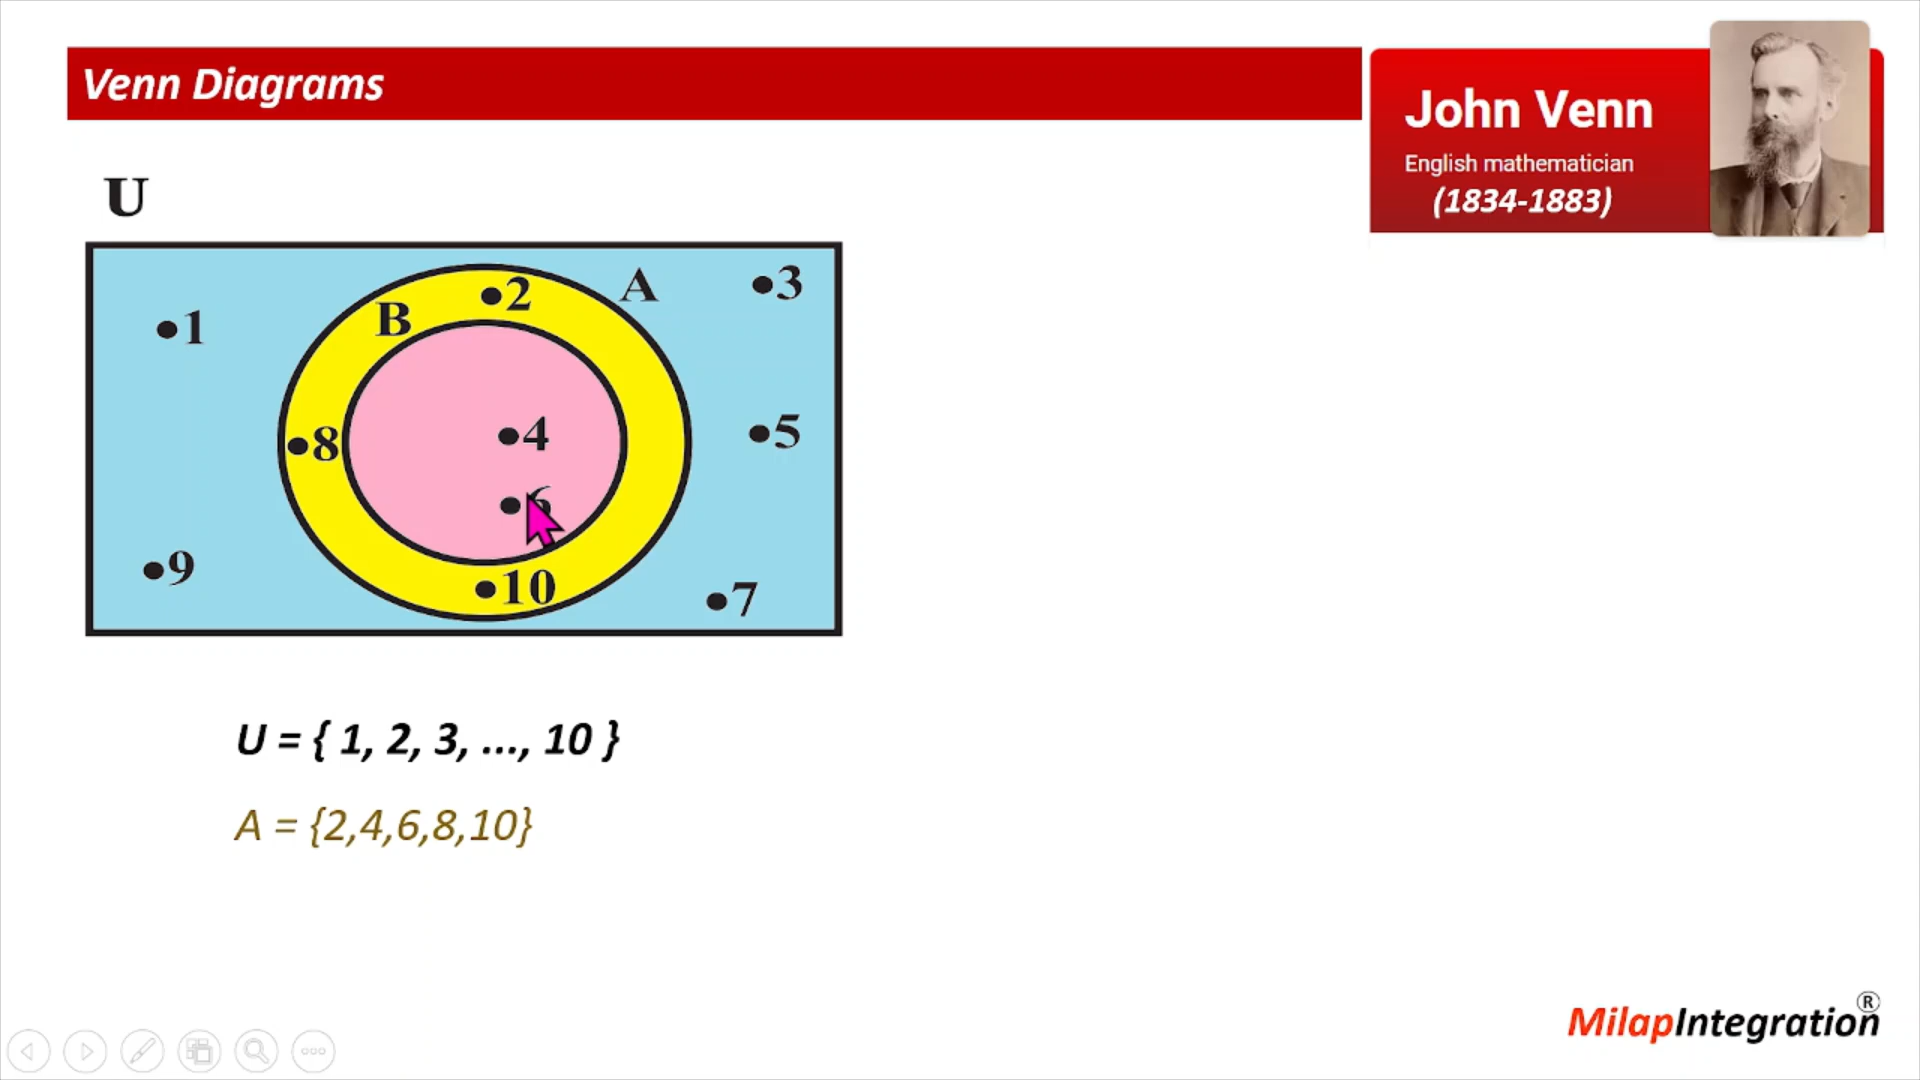 Venn Diagrams
John Venn
English mathematician
(1834-1883)
U
A
•3
•2
B
•1
•4
•5
•8
•6
•9
•10
•7
U = { 1, 2, 3, ..., 10 }
A = {2,4,6,8,10}
MilapIntegration®